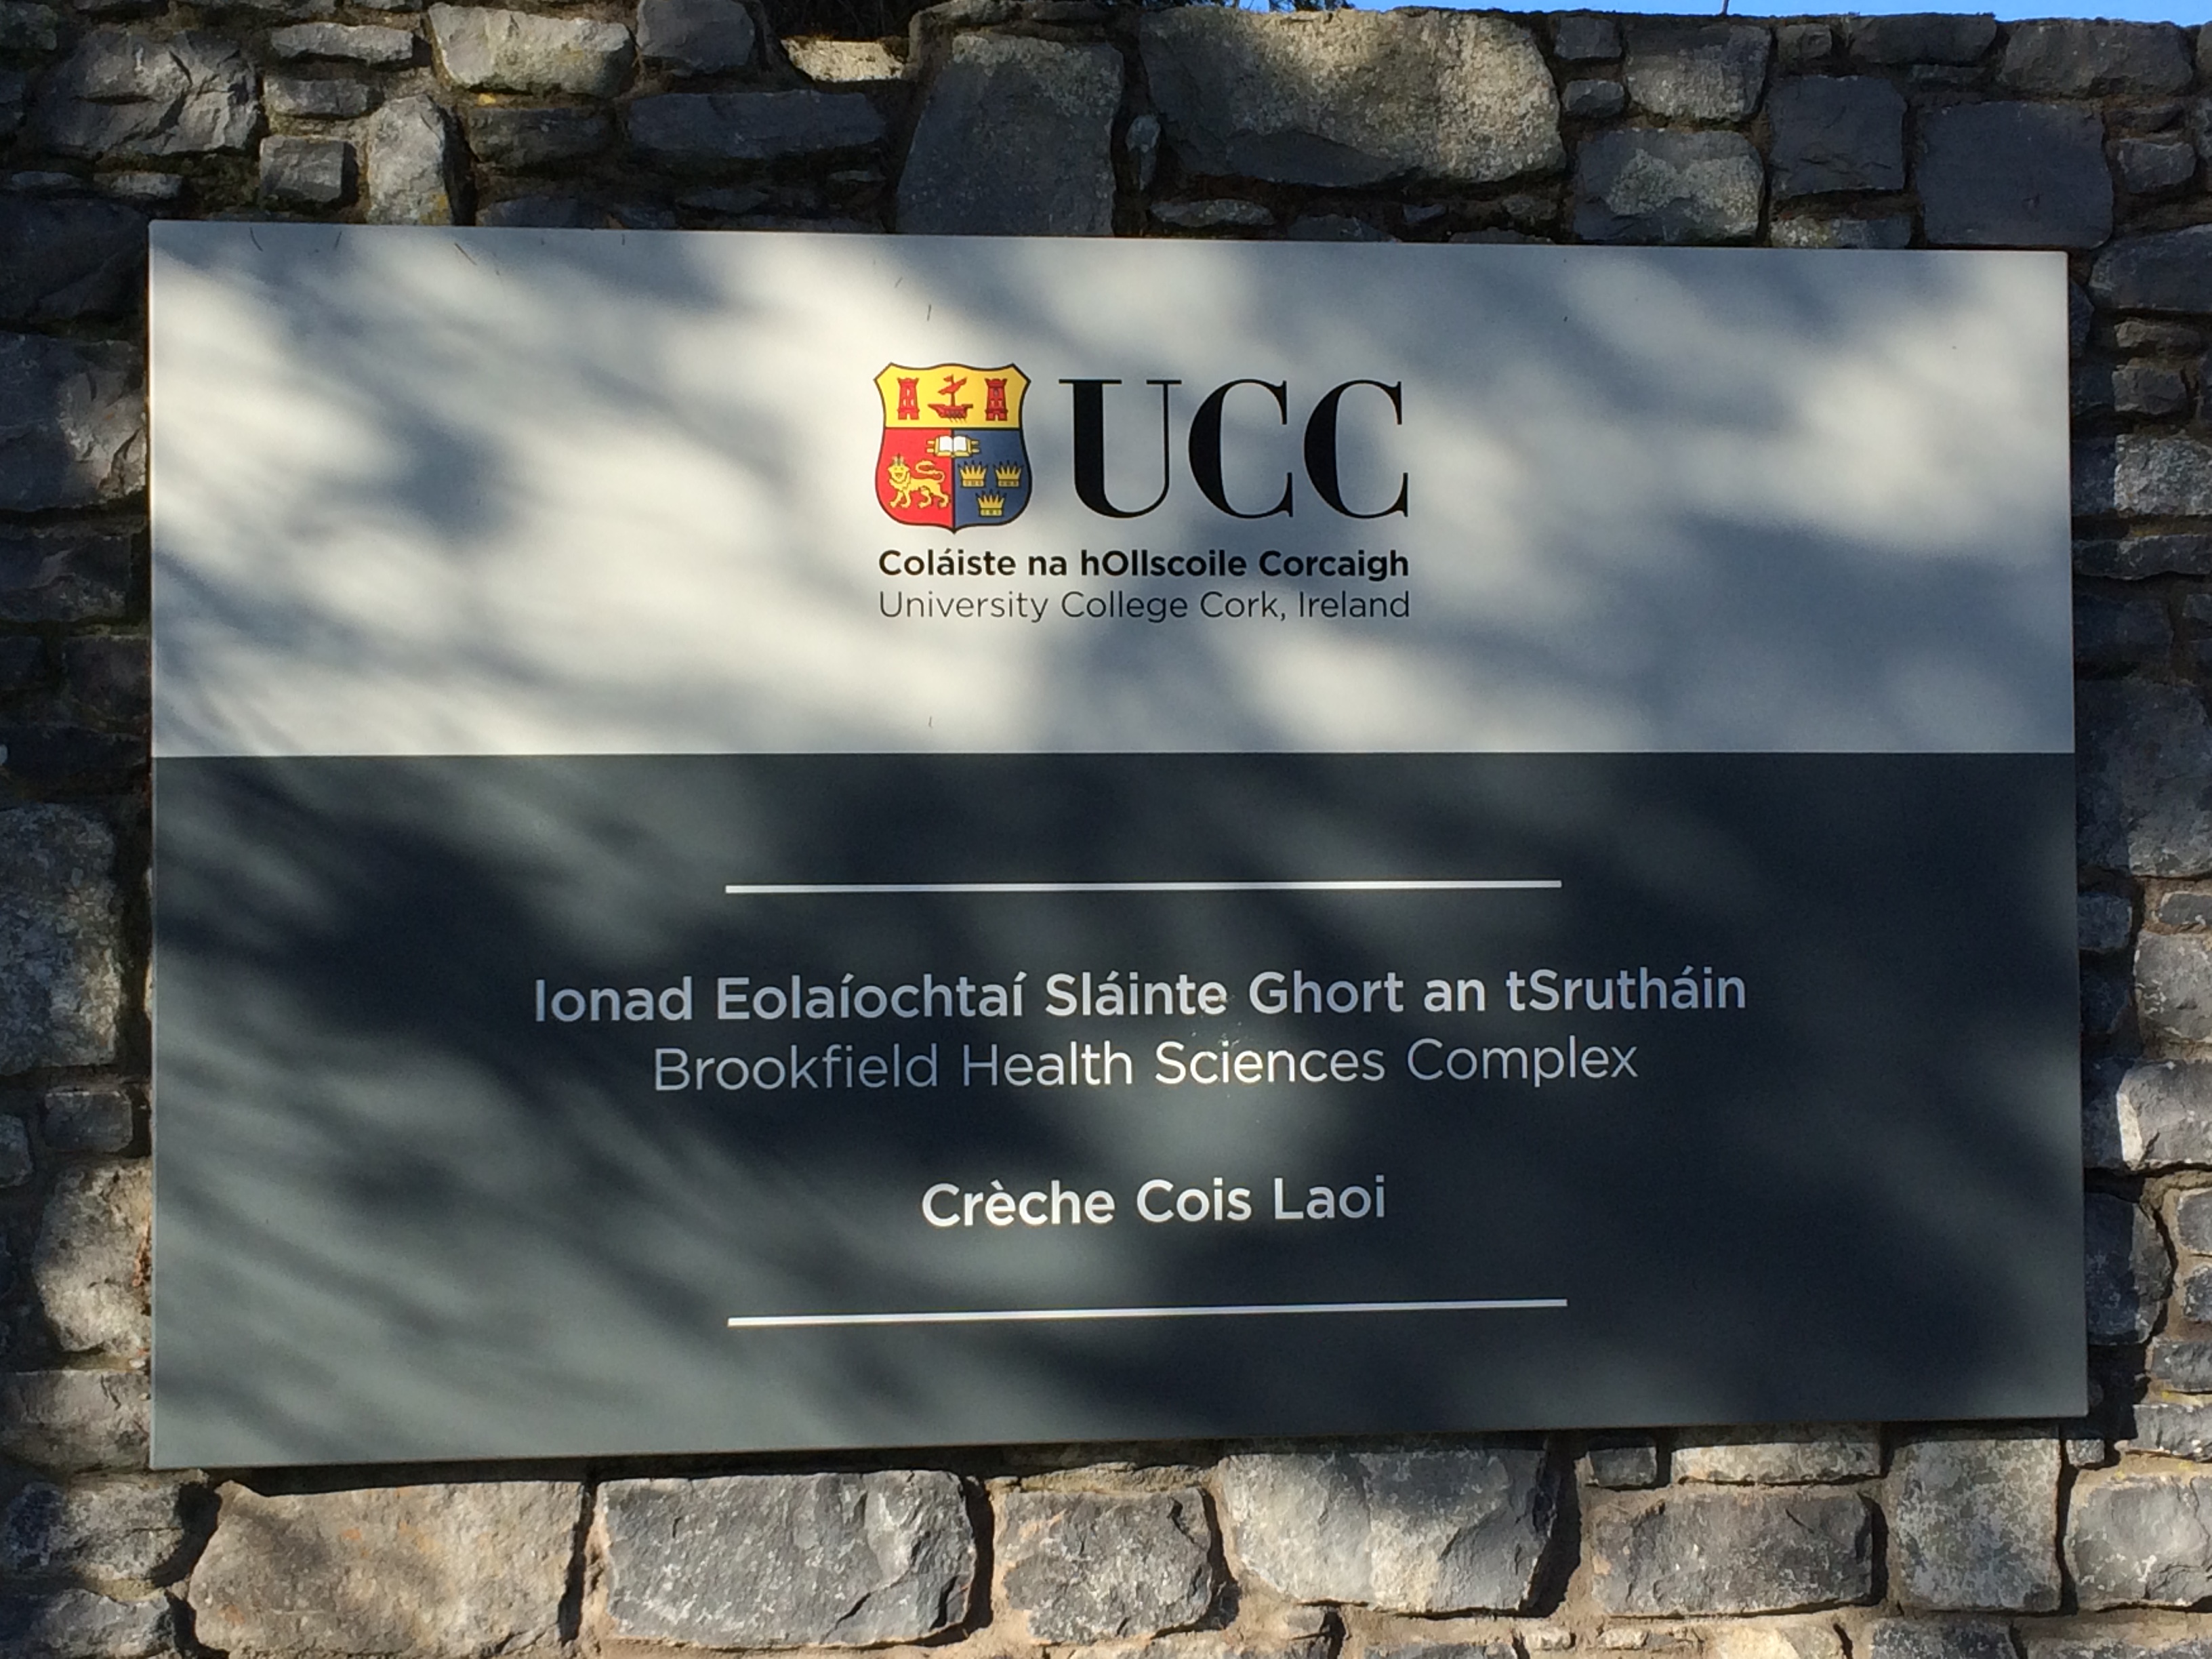 UCC
Coláiste na hOllscoile Corcaigh
University College Cork, Ireland
Ionad Eolaíochtaí Sláinte Ghort an tSrutháin
Brookfield Health Sciences Complex
Crèche Cois Laoi